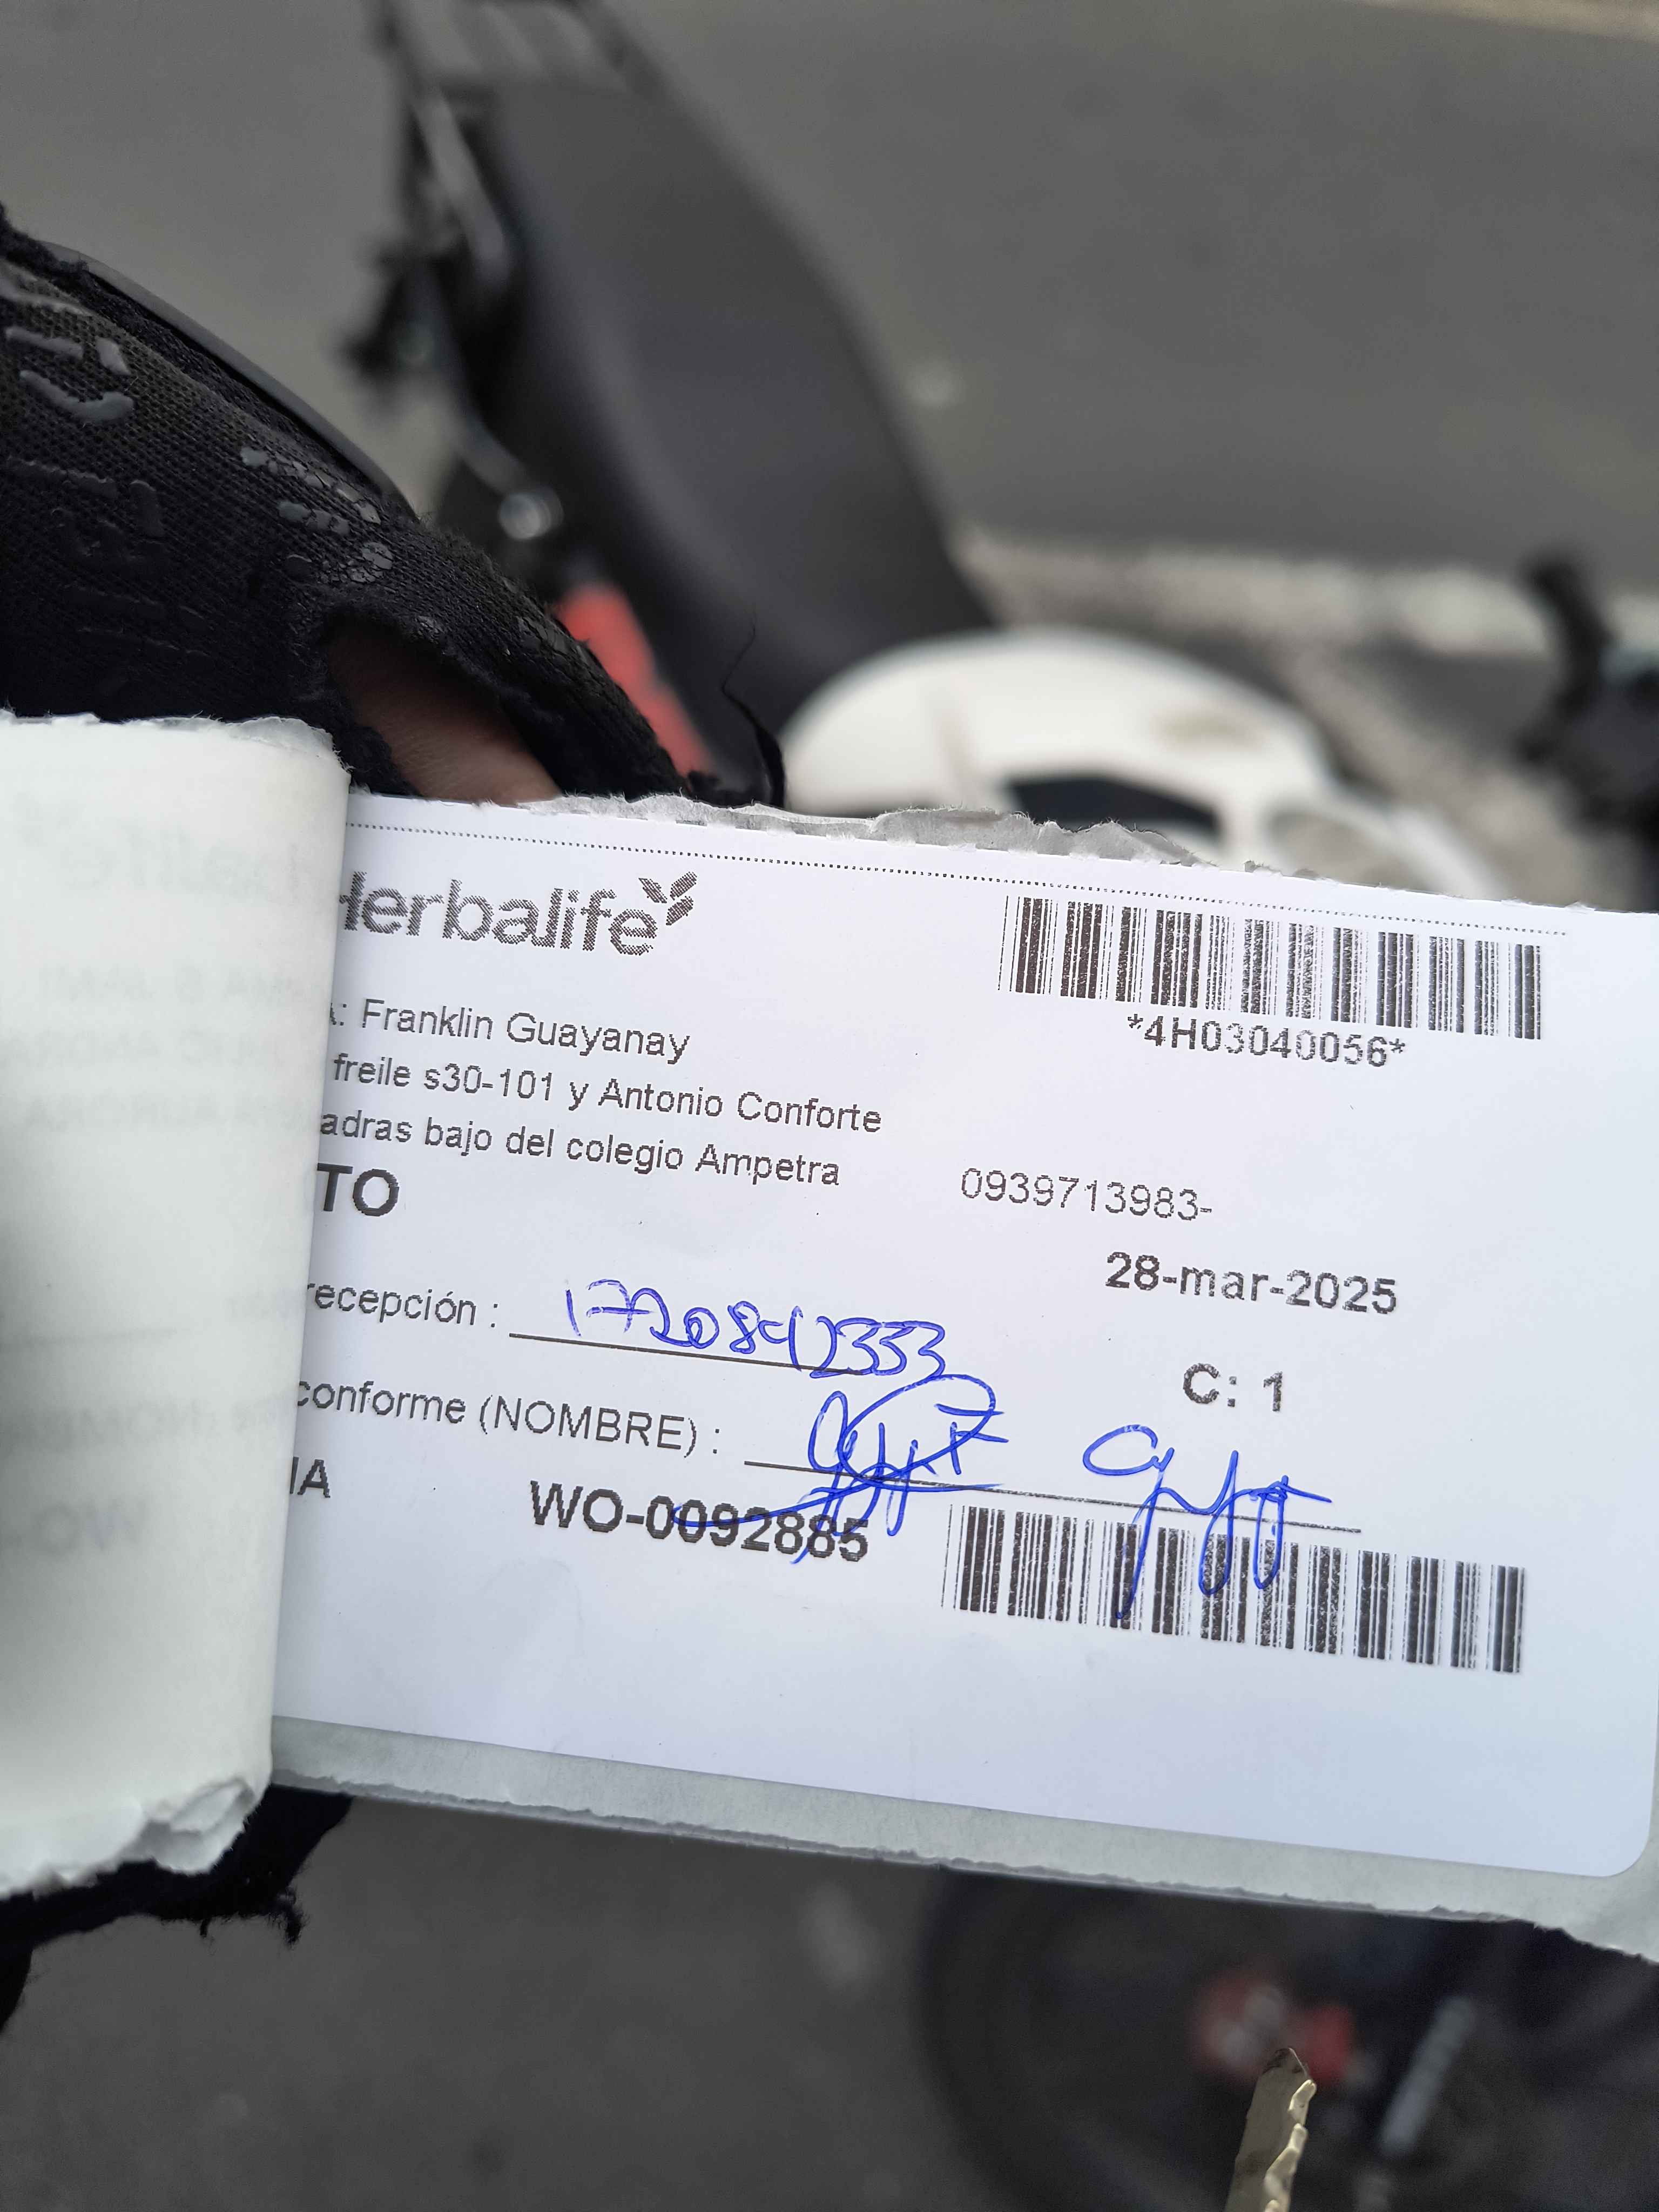 Herbalife
*4H03040056*
A: Franklin Guayanay
freile s30-101 y Antonio Conforte
adras bajo del colegio Ampetra
0939713983-
TO
28-mar-2025
recepción :
C: 1
conforme (NOMBRE) :
IA
WO-0092885